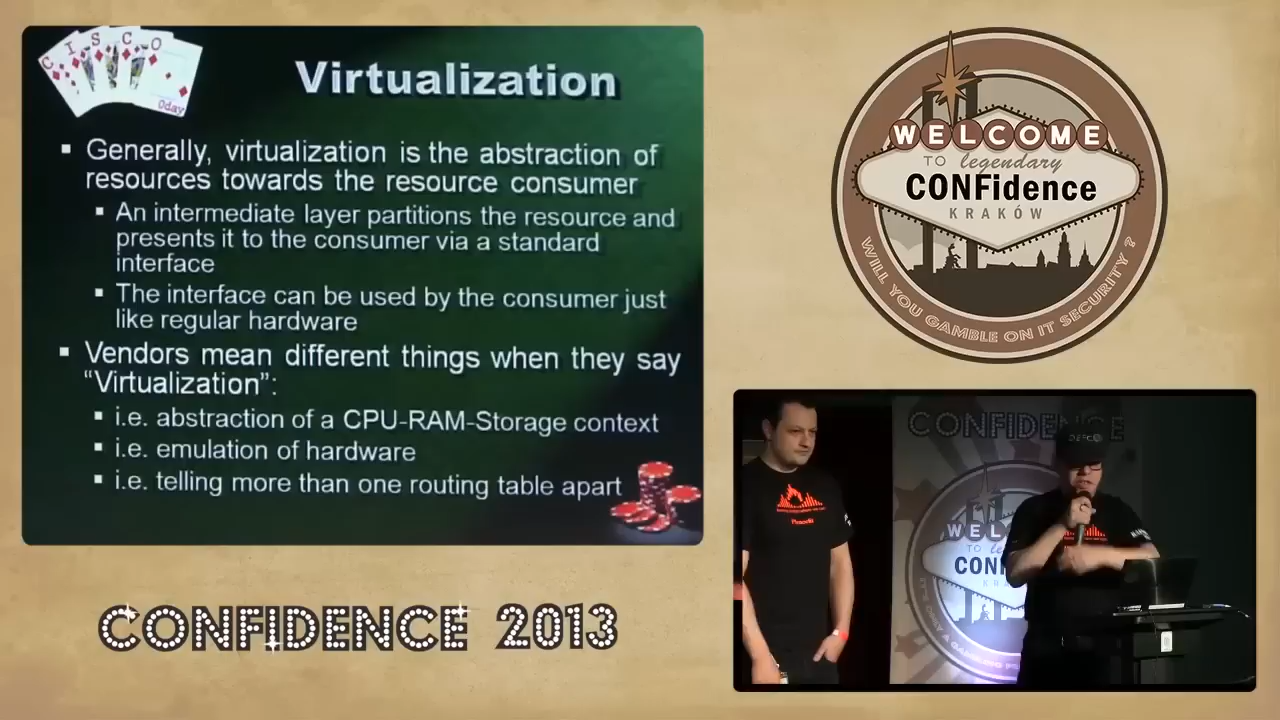 C I S C O
0day
Virtualization
▪ Generally, virtualization is the abstraction of
resources towards the resource consumer
▪ An intermediate layer partitions the resource and
presents it to the consumer via a standard
interface
▪ The interface can be used by the consumer just
like regular hardware
▪ Vendors mean different things when they say
“Virtualization”:
▪ i.e. abstraction of a CPU-RAM-Storage context
▪ i.e. emulation of hardware
▪ i.e. telling more than one routing table apart
WELCOME
TO legendary
CONFidence
KRAKÓW
WILL YOU GAMBLE ON IT SECURITY ?
CONFIDENCE
WEL
TO le
CONF
KR
CONFIDENCE 2013